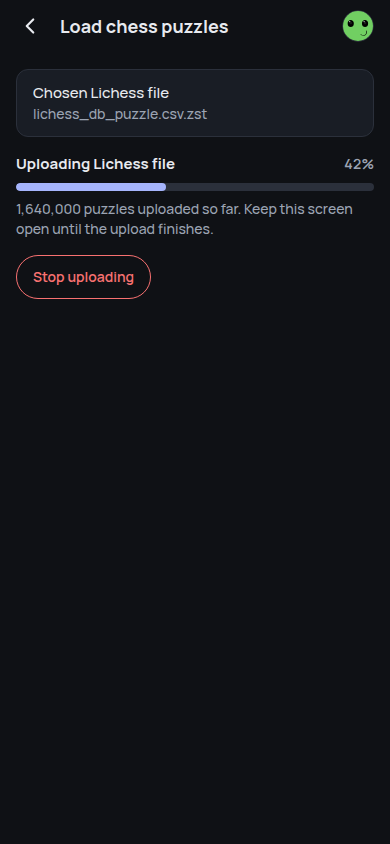 Load chess puzzles
Chosen Lichess file
lichess_db_puzzle.csv.zst
Uploading Lichess file 42%
1,640,000 puzzles uploaded so far. Keep this screen
open until the upload finishes.
Stop uploading